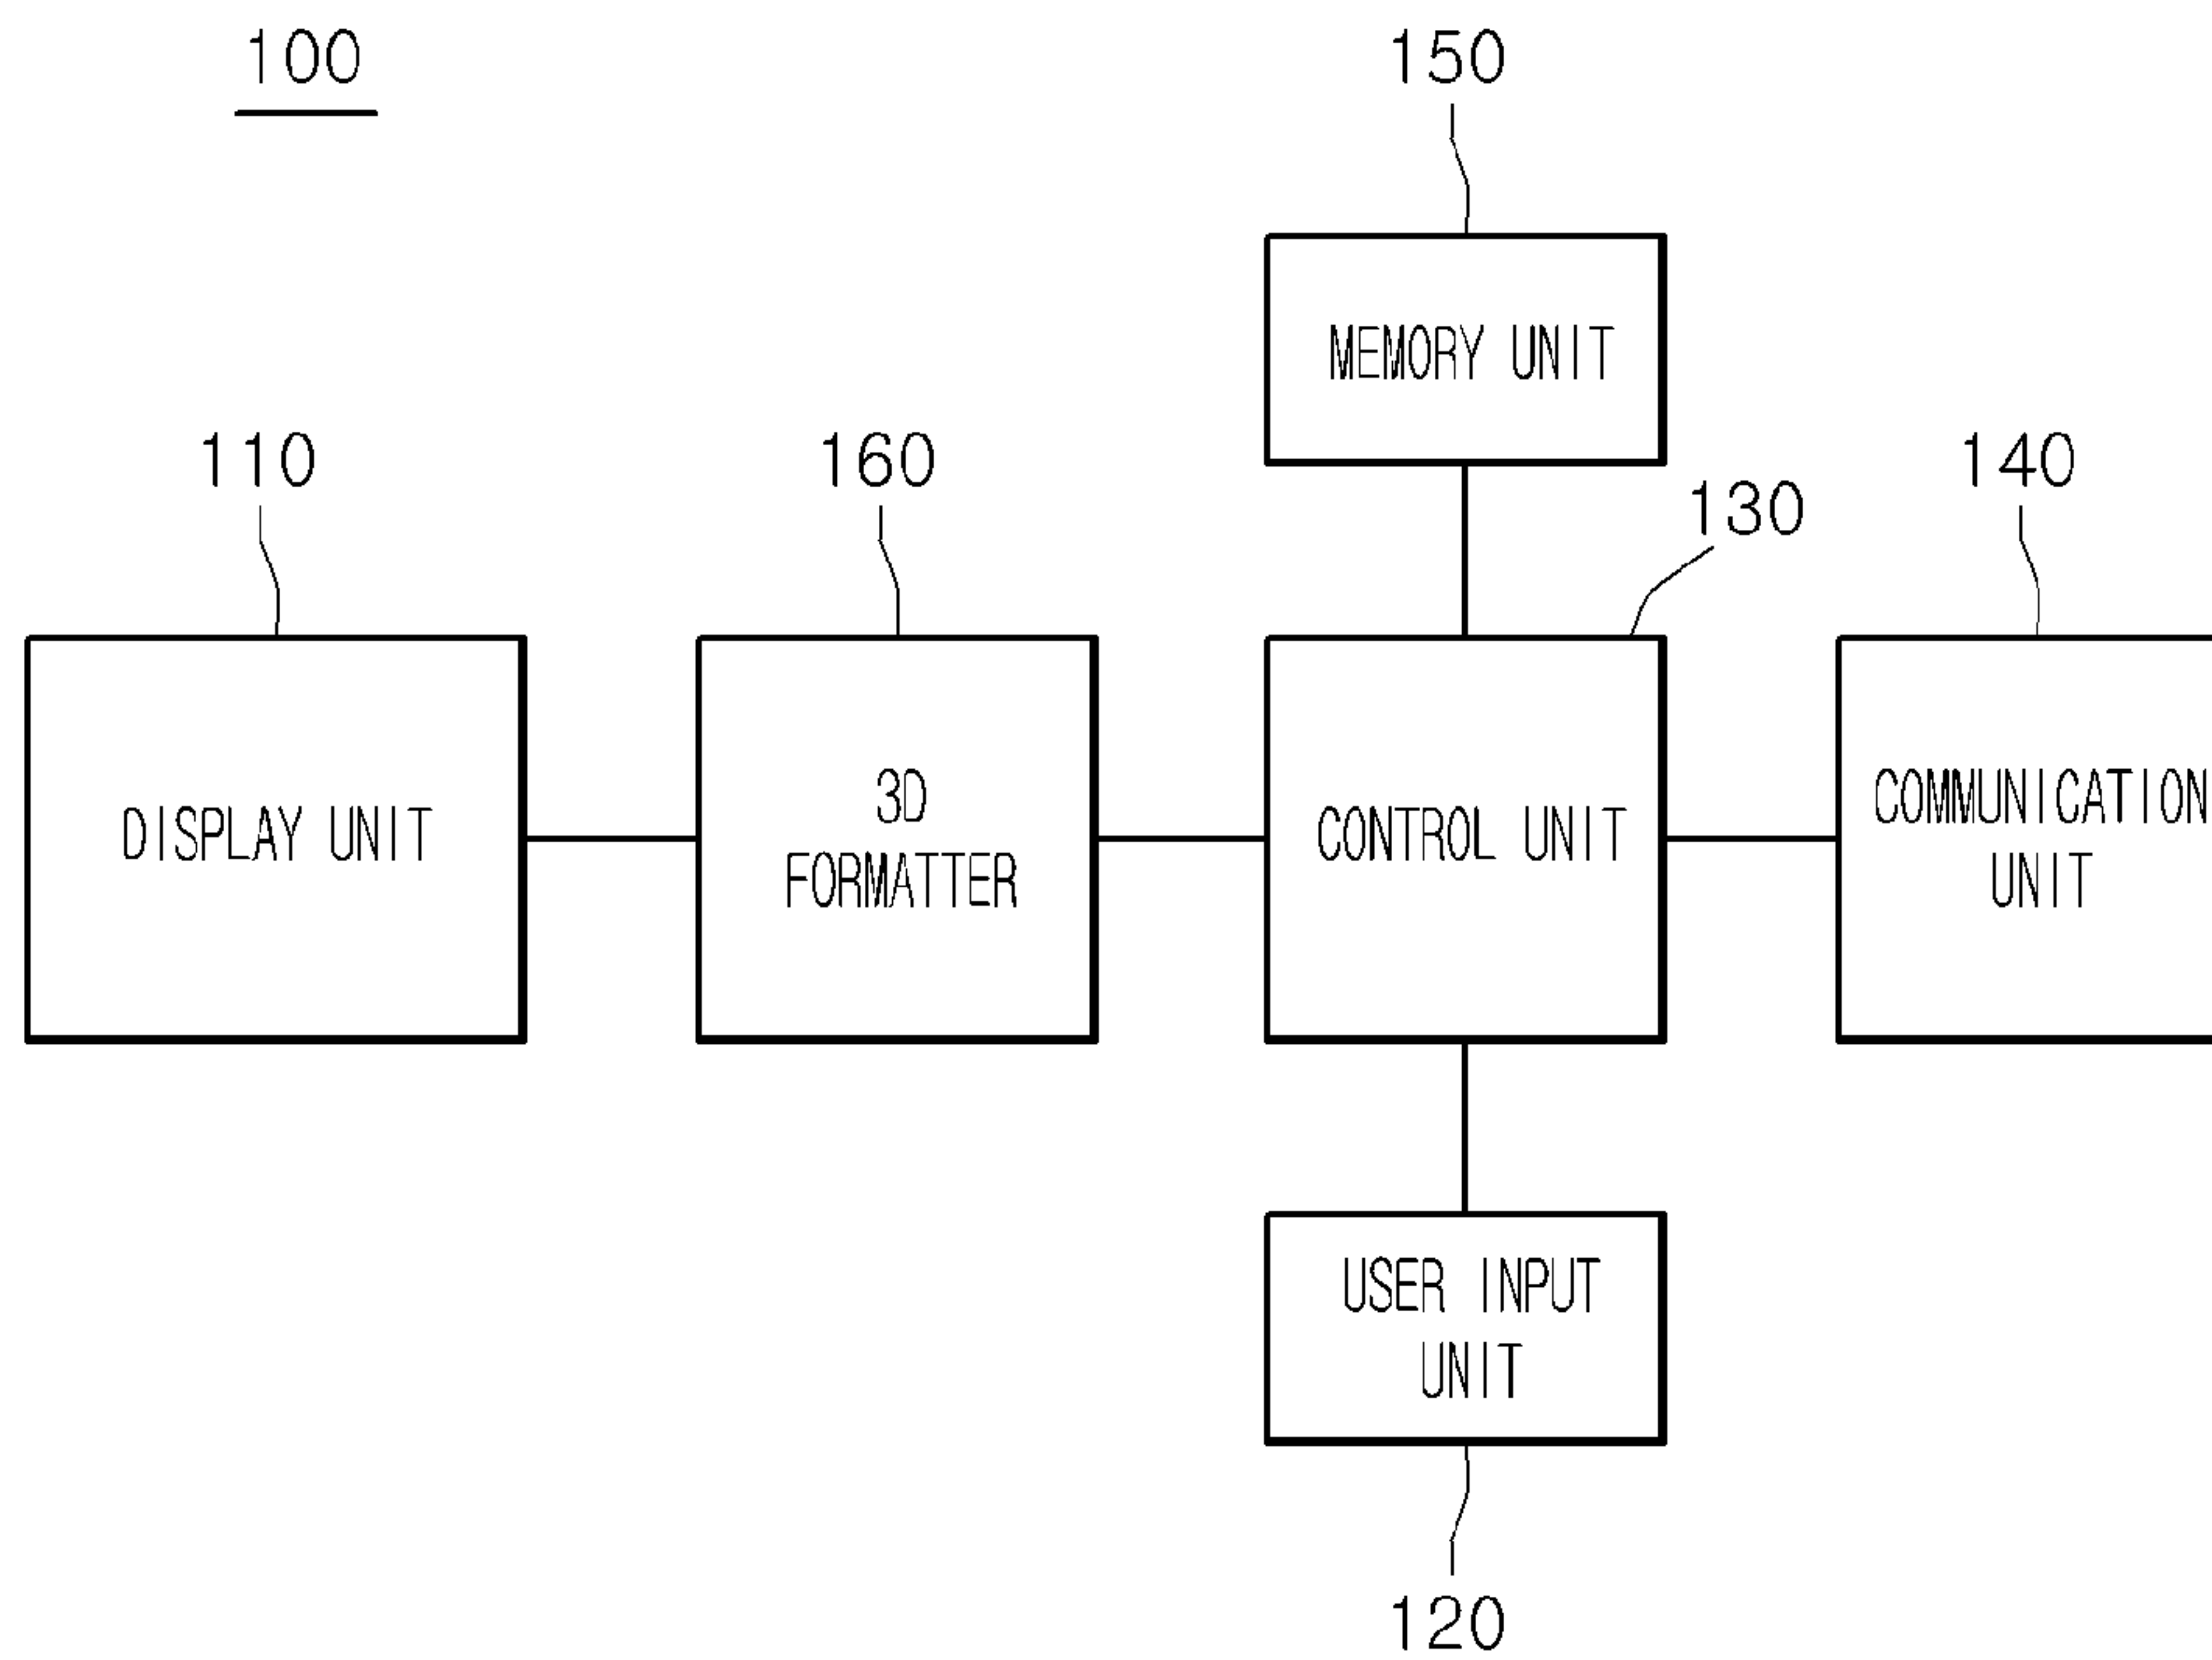 100
150
MEMORY UNIT
110
160
130
140
DISPLAY UNIT
3D
FORMATTER
CONTROL UNIT
COMMUNICATION
UNIT
USER INPUT
UNIT
120